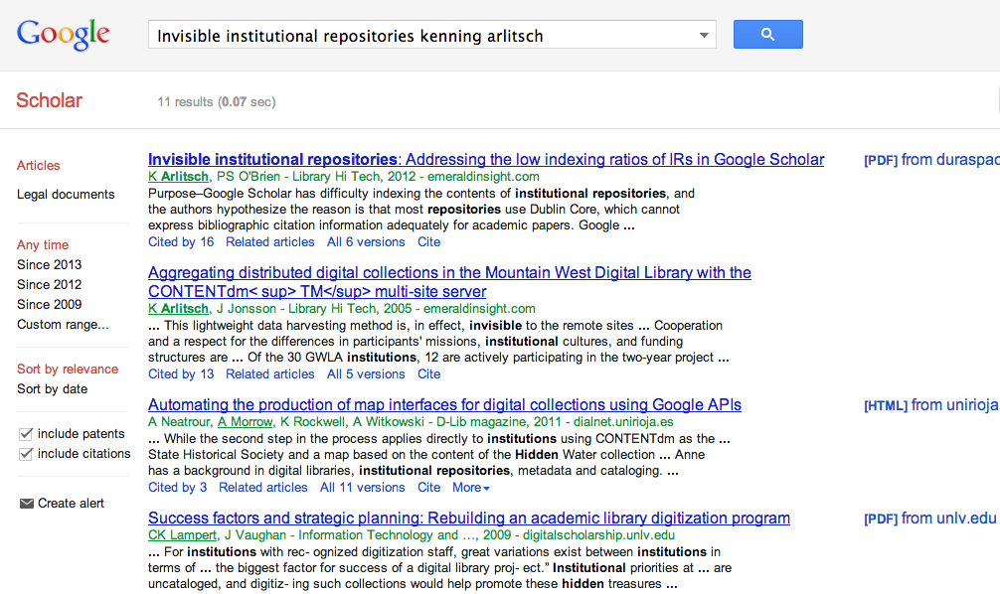 Google
Invisible institutional repositories kenning arlitsch
Scholar
11 results (0.07 sec)
Articles
Legal documents
Any time
Since 2013
Since 2012
Since 2009
Custom range...
Sort by relevance
Sort by date
include patents
include citations
Create alert
Invisible institutional repositories: Addressing the low indexing ratios of IRs in Google Scholar
[PDF] from duraspac
K Arlitsch, PS O'Brien - Library Hi Tech, 2012 - emeraldinsight.com
Purpose–Google Scholar has difficulty indexing the contents of institutional repositories, and
the authors hypothesize the reason is that most repositories use Dublin Core, which cannot
express bibliographic citation information adequately for academic papers. Google ...
Cited by 16 Related articles All 6 versions Cite
Aggregating distributed digital collections in the Mountain West Digital Library with the
CONTENTdm< sup> TM</sup> multi-site server
K Arlitsch, J Jonsson - Library Hi Tech, 2005 - emeraldinsight.com
... This lightweight data harvesting method is, in effect, invisible to the remote sites ... Cooperation
and a respect for the differences in participants' missions, institutional cultures, and funding
structures are ... Of the 30 GWLA institutions, 12 are actively participating in the two-year project ...
Cited by 13 Related articles All 5 versions Cite
Automating the production of map interfaces for digital collections using Google APIs
[HTML] from unirioja
A Neatrour, A Morrow, K Rockwell, A Witkowski - D-Lib magazine, 2011 - dialnet.unirioja.es
... While the second step in the process applies directly to institutions using CONTENTdm as the ...
State Historical Society and a map based on the content of the Hidden Water collection ... Anne
has a background in digital libraries, institutional repositories, metadata and cataloging. ...
Cited by 3 Related articles All 11 versions Cite More
Success factors and strategic planning: Rebuilding an academic library digitization program
[PDF] from unlv.edu
CK Lampert, J Vaughan - Information Technology and ..., 2009 - digitalscholarship.unlv.edu
... For institutions with rec- ognized digitization staff, great variations exist between institutions in
terms of ... the biggest factor for success of a digital library proj- ect.” Institutional priorities at ... are
uncataloged, and digitiz- ing such collections would help promote these hidden treasures ...